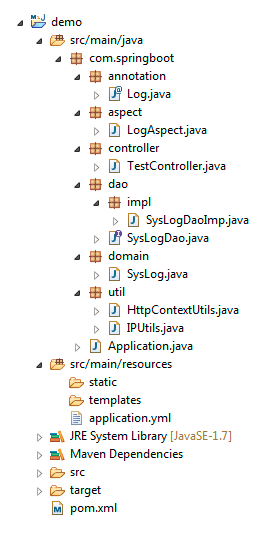 demo
src/main/java
com.springboot
annotation
Log.java
aspect
LogAspect.java
controller
TestController.java
dao
impl
SysLogDaoImp.java
SysLogDao.java
domain
SysLog.java
util
HttpContextUtils.java
IPUtils.java
Application.java
src/main/resources
static
templates
application.yml
JRE System Library [JavaSE-1.7]
Maven Dependencies
src
target
pom.xml